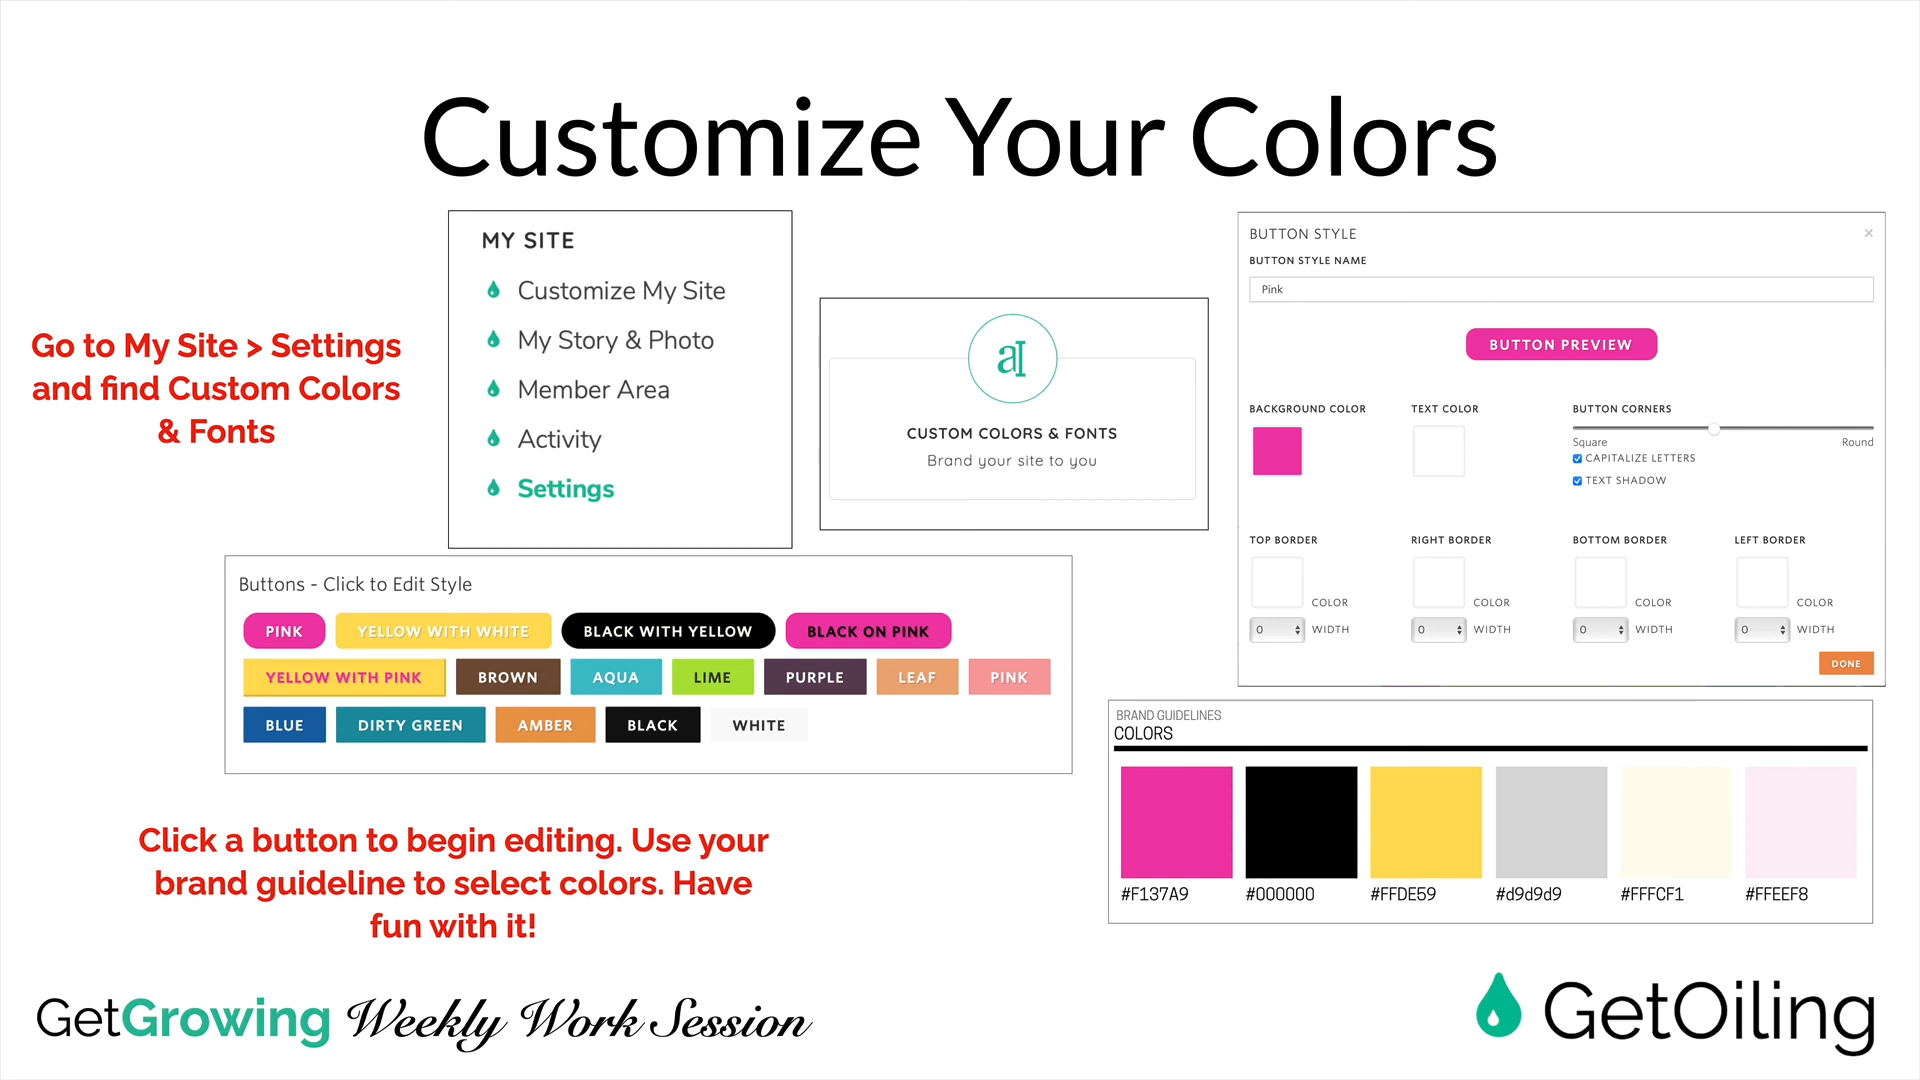 Customize Your Colors
Go to My Site > Settings
and find Custom Colors
& Fonts
MY SITE
Customize My Site
My Story & Photo
Member Area
Activity
Settings
aI
CUSTOM COLORS & FONTS
Brand your site to you
BUTTON STYLE
×
BUTTON STYLE NAME
Pink
BUTTON PREVIEW
BACKGROUND COLOR
TEXT COLOR
BUTTON CORNERS
Square
Round
CAPITALIZE LETTERS
TEXT SHADOW
TOP BORDER
RIGHT BORDER
BOTTOM BORDER
LEFT BORDER
COLOR
COLOR
COLOR
COLOR
0 WIDTH
0 WIDTH
0 WIDTH
0 WIDTH
DONE
Buttons - Click to Edit Style
PINK YELLOW WITH WHITE BLACK WITH YELLOW BLACK ON PINK
YELLOW WITH PINK BROWN AQUA LIME PURPLE LEAF PINK
BLUE DIRTY GREEN AMBER BLACK WHITE
BRAND GUIDELINES
COLORS
#F137A9 #000000 #FFDE59 #d9d9d9 #FFFCF1 #FFEEF8
Click a button to begin editing. Use your
brand guideline to select colors. Have
fun with it!
GetGrowing Weekly Work Session
GetOiling